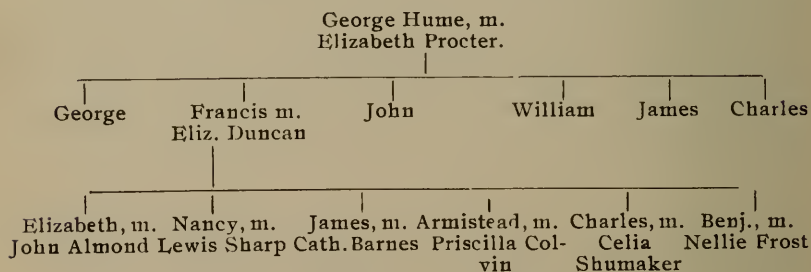 George Hume, m.
Elizabeth Procter.
George Francis m. John William James Charles
Eliz. Duncan
Elizabeth, m. Nancy, m. James, m. Armistead, m. Charles, m. Benj., m.
John Almond Lewis Sharp Cath. Barnes Priscilla Col- Celia Nellie Frost
vin Shumaker